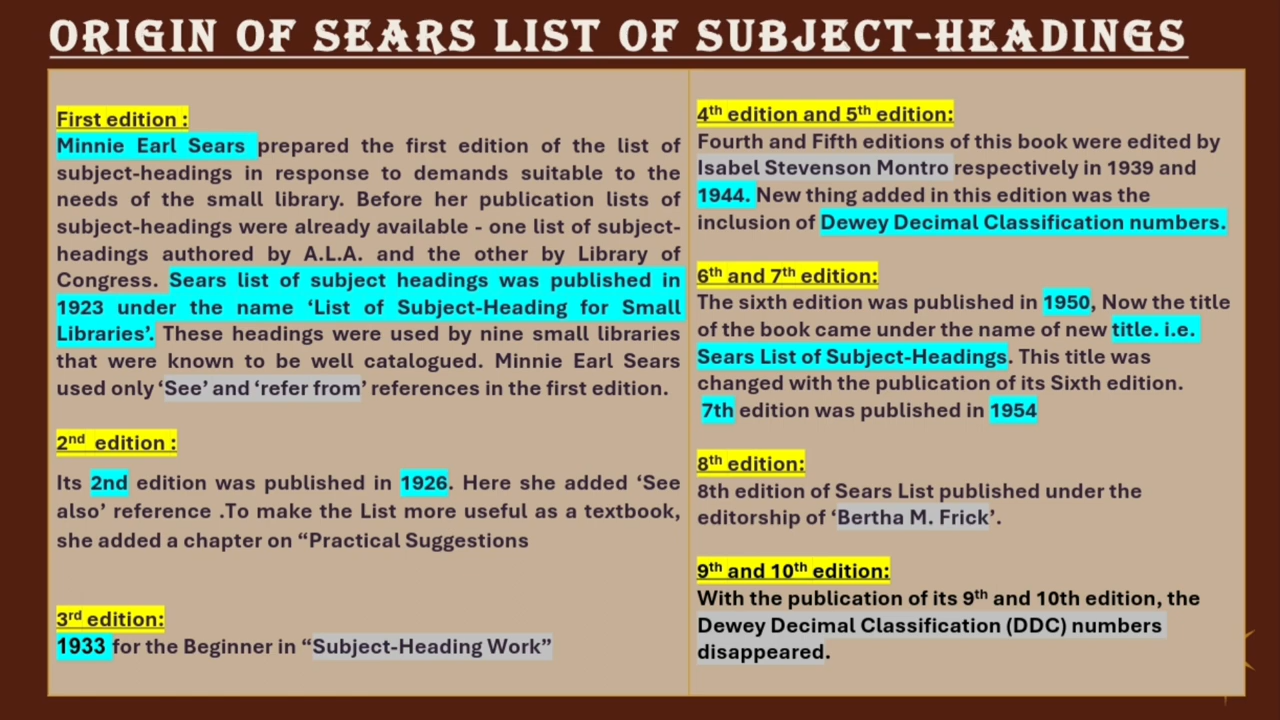 ORIGIN OF SEARS LIST OF SUBJECT-HEADINGS
First edition :
Minnie Earl Sears prepared the first edition of the list of
subject-headings in response to demands suitable to the
needs of the small library. Before her publication lists of
subject-headings were already available - one list of subject-
headings authored by A.L.A. and the other by Library of
Congress. Sears list of subject headings was published in
1923 under the name ‘List of Subject-Heading for Small
Libraries’. These headings were used by nine small libraries
that were known to be well catalogued. Minnie Earl Sears
used only ‘See’ and ‘refer from’ references in the first edition.
2nd edition :
Its 2nd edition was published in 1926. Here she added ‘See
also’ reference .To make the List more useful as a textbook,
she added a chapter on “Practical Suggestions
3rd edition:
1933 for the Beginner in “Subject-Heading Work”
4th edition and 5th edition:
Fourth and Fifth editions of this book were edited by
Isabel Stevenson Montro respectively in 1939 and
1944. New thing added in this edition was the
inclusion of Dewey Decimal Classification numbers.
6th and 7th edition:
The sixth edition was published in 1950, Now the title
of the book came under the name of new title. i.e.
Sears List of Subject-Headings. This title was
changed with the publication of its Sixth edition.
7th edition was published in 1954
8th edition:
8th edition of Sears List published under the
editorship of ‘Bertha M. Frick’.
9th and 10th edition:
With the publication of its 9th and 10th edition, the
Dewey Decimal Classification (DDC) numbers
disappeared.